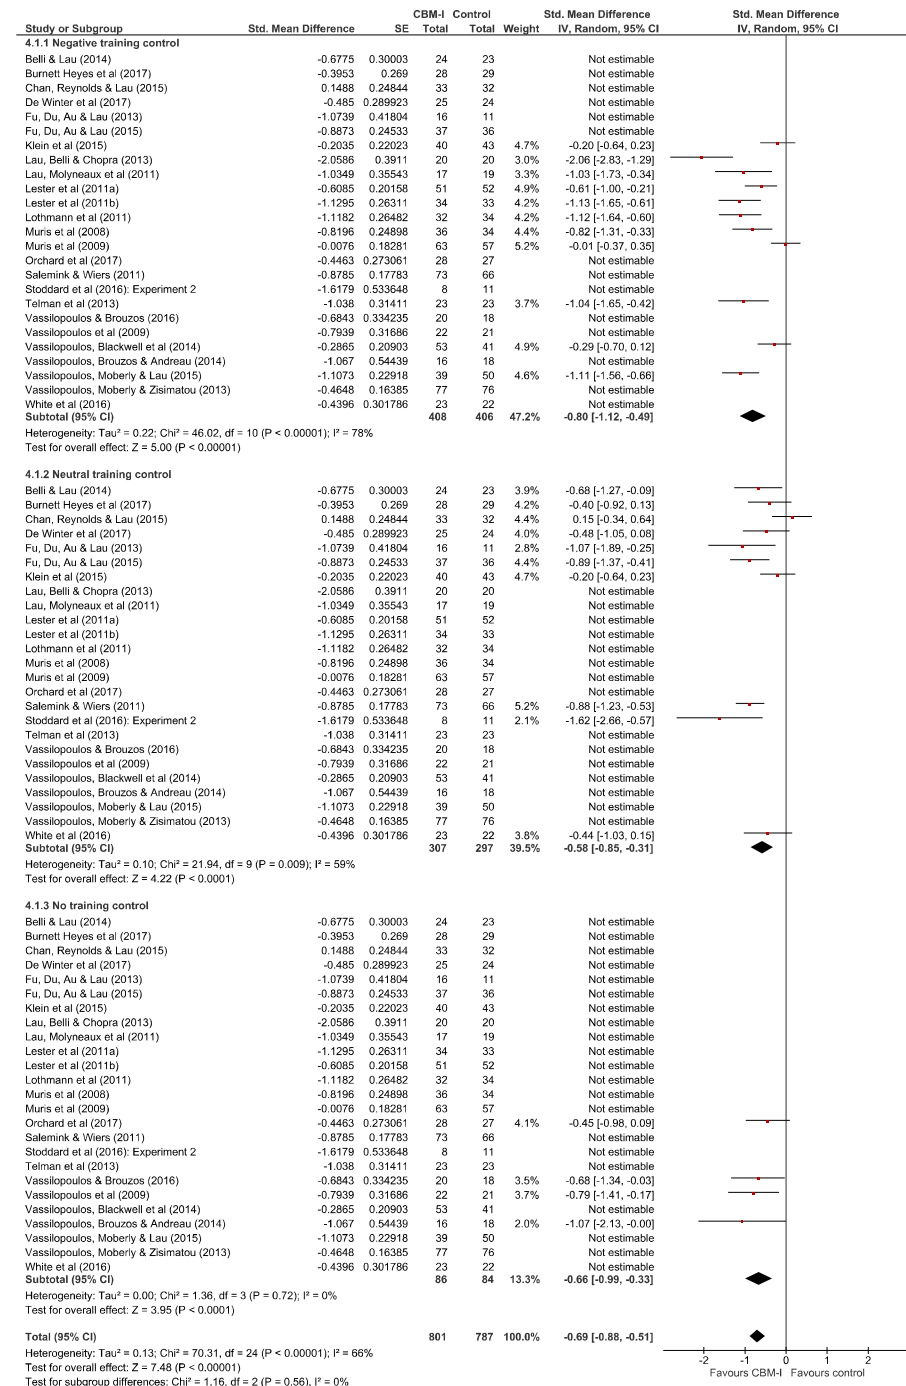 CBM-I Control Std. Mean Difference Std. Mean Difference
Study or Subgroup Std. Mean Difference SE Total Total Weight IV, Random, 95% CI IV, Random, 95% CI
4.1.1 Negative training control
Belli & Lau (2014) -0.6775 0.30003 24 23 Not estimable
Burnett Heyes et al (2017) -0.3953 0.269 28 29 Not estimable
Chan, Reynolds & Lau (2015) 0.1488 0.24844 33 32 Not estimable
De Winter et al (2017) -0.485 0.289923 25 24 Not estimable
Fu, Du, Au & Lau (2013) -1.0739 0.41804 16 11 Not estimable
Fu, Du, Au & Lau (2015) -0.8873 0.24533 37 36 Not estimable
Klein et al (2015) -0.2035 0.22023 40 43 4.7% -0.20 [-0.64, 0.23]
Lau, Belli & Chopra (2013) -2.0586 0.3911 20 20 3.0% -2.06 [-2.83, -1.29]
Lau, Molyneaux et al (2011) -1.0349 0.35543 17 19 3.3% -1.03 [-1.73, -0.34]
Lester et al (2011a) -0.6085 0.20158 51 52 4.9% -0.61 [-1.00, -0.21]
Lester et al (2011b) -1.1295 0.26311 34 33 4.2% -1.13 [-1.65, -0.61]
Lothmann et al (2011) -1.1182 0.26482 32 34 4.2% -1.12 [-1.64, -0.60]
Muris et al (2008) -0.8196 0.24898 36 34 4.4% -0.82 [-1.31, -0.33]
Muris et al (2009) -0.0076 0.18281 63 57 5.2% -0.01 [-0.37, 0.35]
Orchard et al (2017) -0.4463 0.273061 28 27 Not estimable
Salemink & Wiers (2011) -0.8785 0.17783 73 66 Not estimable
Stoddard et al (2016): Experiment 2 -1.6179 0.533648 8 11 Not estimable
Telman et al (2013) -1.038 0.31411 23 23 3.7% -1.04 [-1.65, -0.42]
Vassilopoulos & Brouzos (2016) -0.6843 0.334235 20 18 Not estimable
Vassilopoulos et al (2009) -0.7939 0.31686 22 21 Not estimable
Vassilopoulos, Blackwell et al (2014) -0.2865 0.20903 53 41 4.9% -0.29 [-0.70, 0.12]
Vassilopoulos, Brouzos & Andreau (2014) -1.067 0.54439 16 18 Not estimable
Vassilopoulos, Moberly & Lau (2015) -1.1073 0.22918 39 50 4.6% -1.11 [-1.56, -0.66]
Vassilopoulos, Moberly & Zisimatou (2013) -0.4648 0.16385 77 76 Not estimable
White et al (2016) -0.4396 0.301786 23 22 Not estimable
Subtotal (95% CI) 408 406 47.2% -0.80 [-1.12, -0.49]
Heterogeneity: Tau² = 0.22; Chi² = 46.02, df = 10 (P < 0.00001); I² = 78%
Test for overall effect: Z = 5.00 (P < 0.00001)
4.1.2 Neutral training control
Belli & Lau (2014) -0.6775 0.30003 24 23 3.9% -0.68 [-1.27, -0.09]
Burnett Heyes et al (2017) -0.3953 0.269 28 29 4.2% -0.40 [-0.92, 0.13]
Chan, Reynolds & Lau (2015) 0.1488 0.24844 33 32 4.4% 0.15 [-0.34, 0.64]
De Winter et al (2017) -0.485 0.289923 25 24 4.0% -0.48 [-1.05, 0.08]
Fu, Du, Au & Lau (2013) -1.0739 0.41804 16 11 2.8% -1.07 [-1.89, -0.25]
Fu, Du, Au & Lau (2015) -0.8873 0.24533 37 36 4.4% -0.89 [-1.37, -0.41]
Klein et al (2015) -0.2035 0.22023 40 43 4.7% -0.20 [-0.64, 0.23]
Lau, Belli & Chopra (2013) -2.0586 0.3911 20 20 Not estimable
Lau, Molyneaux et al (2011) -1.0349 0.35543 17 19 Not estimable
Lester et al (2011a) -0.6085 0.20158 51 52 Not estimable
Lester et al (2011b) -1.1295 0.26311 34 33 Not estimable
Lothmann et al (2011) -1.1182 0.26482 32 34 Not estimable
Muris et al (2008) -0.8196 0.24898 36 34 Not estimable
Muris et al (2009) -0.0076 0.18281 63 57 Not estimable
Orchard et al (2017) -0.4463 0.273061 28 27 Not estimable
Salemink & Wiers (2011) -0.8785 0.17783 73 66 5.2% -0.88 [-1.23, -0.53]
Stoddard et al (2016): Experiment 2 -1.6179 0.533648 8 11 2.1% -1.62 [-2.66, -0.57]
Telman et al (2013) -1.038 0.31411 23 23 Not estimable
Vassilopoulos & Brouzos (2016) -0.6843 0.334235 20 18 Not estimable
Vassilopoulos et al (2009) -0.7939 0.31686 22 21 Not estimable
Vassilopoulos, Blackwell et al (2014) -0.2865 0.20903 53 41 Not estimable
Vassilopoulos, Brouzos & Andreau (2014) -1.067 0.54439 16 18 Not estimable
Vassilopoulos, Moberly & Lau (2015) -1.1073 0.22918 39 50 Not estimable
Vassilopoulos, Moberly & Zisimatou (2013) -0.4648 0.16385 77 76 Not estimable
White et al (2016) -0.4396 0.301786 23 22 3.8% -0.44 [-1.03, 0.15]
Subtotal (95% CI) 307 297 39.5% -0.58 [-0.85, -0.31]
Heterogeneity: Tau² = 0.10; Chi² = 21.94, df = 9 (P = 0.009); I² = 59%
Test for overall effect: Z = 4.22 (P < 0.0001)
4.1.3 No training control
Belli & Lau (2014) -0.6775 0.30003 24 23 Not estimable
Burnett Heyes et al (2017) -0.3953 0.269 28 29 Not estimable
Chan, Reynolds & Lau (2015) 0.1488 0.24844 33 32 Not estimable
De Winter et al (2017) -0.485 0.289923 25 24 Not estimable
Fu, Du, Au & Lau (2013) -1.0739 0.41804 16 11 Not estimable
Fu, Du, Au & Lau (2015) -0.8873 0.24533 37 36 Not estimable
Klein et al (2015) -0.2035 0.22023 40 43 Not estimable
Lau, Belli & Chopra (2013) -2.0586 0.3911 20 20 Not estimable
Lau, Molyneaux et al (2011) -1.0349 0.35543 17 19 Not estimable
Lester et al (2011a) -1.1295 0.26311 34 33 Not estimable
Lester et al (2011b) -0.6085 0.20158 51 52 Not estimable
Lothmann et al (2011) -1.1182 0.26482 32 34 Not estimable
Muris et al (2008) -0.8196 0.24898 36 34 Not estimable
Muris et al (2009) -0.0076 0.18281 63 57 Not estimable
Orchard et al (2017) -0.4463 0.273061 28 27 4.1% -0.45 [-0.98, 0.09]
Salemink & Wiers (2011) -0.8785 0.17783 73 66 Not estimable
Stoddard et al (2016): Experiment 2 -1.6179 0.533648 8 11 Not estimable
Telman et al (2013) -1.038 0.31411 23 23 Not estimable
Vassilopoulos & Brouzos (2016) -0.6843 0.334235 20 18 3.5% -0.68 [-1.34, -0.03]
Vassilopoulos et al (2009) -0.7939 0.31686 22 21 3.7% -0.79 [-1.41, -0.17]
Vassilopoulos, Blackwell et al (2014) -0.2865 0.20903 53 41 Not estimable
Vassilopoulos, Brouzos & Andreau (2014) -1.067 0.54439 16 18 2.0% -1.07 [-2.13, -0.00]
Vassilopoulos, Moberly & Lau (2015) -1.1073 0.22918 39 50 Not estimable
Vassilopoulos, Moberly & Zisimatou (2013) -0.4648 0.16385 77 76 Not estimable
White et al (2016) -0.4396 0.301786 23 22 Not estimable
Subtotal (95% CI) 86 84 13.3% -0.66 [-0.99, -0.33]
Heterogeneity: Tau² = 0.00; Chi² = 1.36, df = 3 (P = 0.72); I² = 0%
Test for overall effect: Z = 3.95 (P < 0.0001)
Total (95% CI) 801 787 100.0% -0.69 [-0.88, -0.51]
Heterogeneity: Tau² = 0.13; Chi² = 70.31, df = 24 (P < 0.00001); I² = 66%
-2 -1 0 1 2
Test for overall effect: Z = 7.48 (P < 0.00001)
Favours CBM-I Favours control
Test for subgroup differences: Chi² = 1.16, df = 2 (P = 0.56), I² = 0%